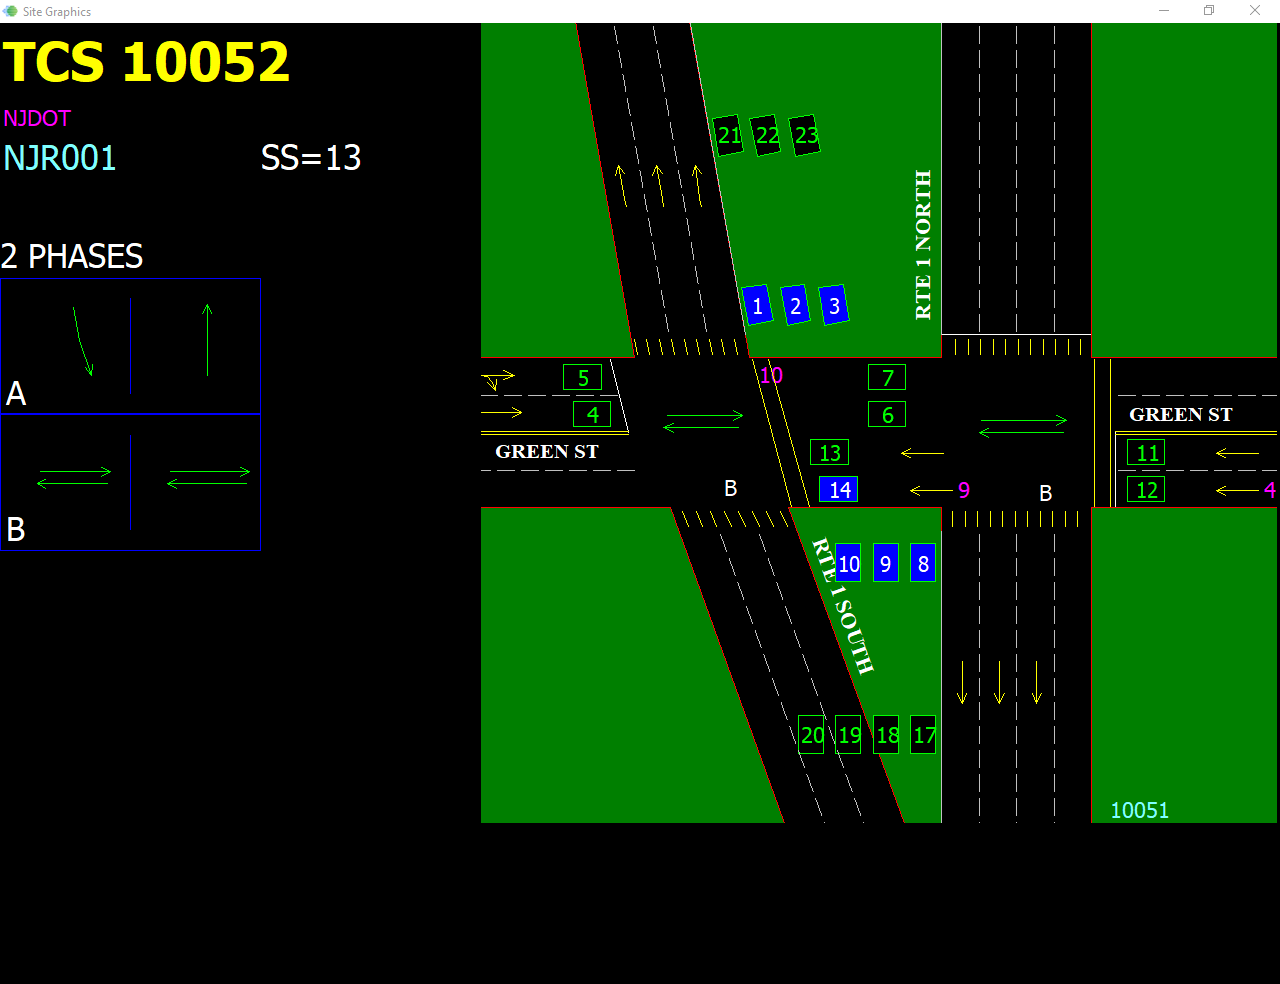 Site Graphics
TCS 10052
NJDOT
NJR001 SS=13
2 PHASES
A
B
21 22 23
RTE 1 NORTH
1 2 3
5 10 7
4 6 GREEN ST
GREEN ST 13 11
B 14 9 B 12 4
RTE 1 SOUTH
10 9 8
20 19 18 17
10051